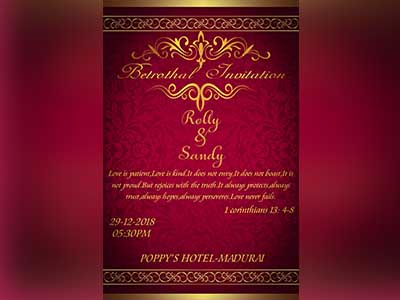 Betrothal Invitation
Rolly
&
Sandy
Love is patient,Love is kind.It does not envy,It does not boast,It is
not proud.But rejoices with the truth.It always protects,always
trust,always hopes,always perseveres.Love never fails.
1 corinthians 13: 4-8
29-12-2018
05:30PM
POPPY'S HOTEL-MADURAI